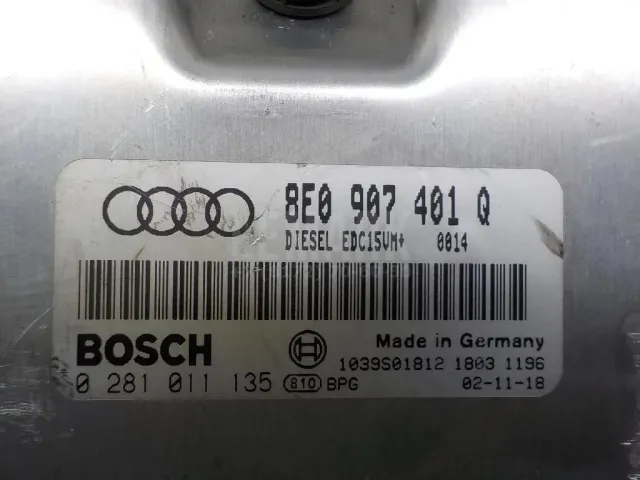 8E0 907 401 Q
DIESEL EDC15VM+ 0014
BOSCH
Made in Germany
1039S01812 1803 1196
0 281 011 135 810 BPG 02-11-18